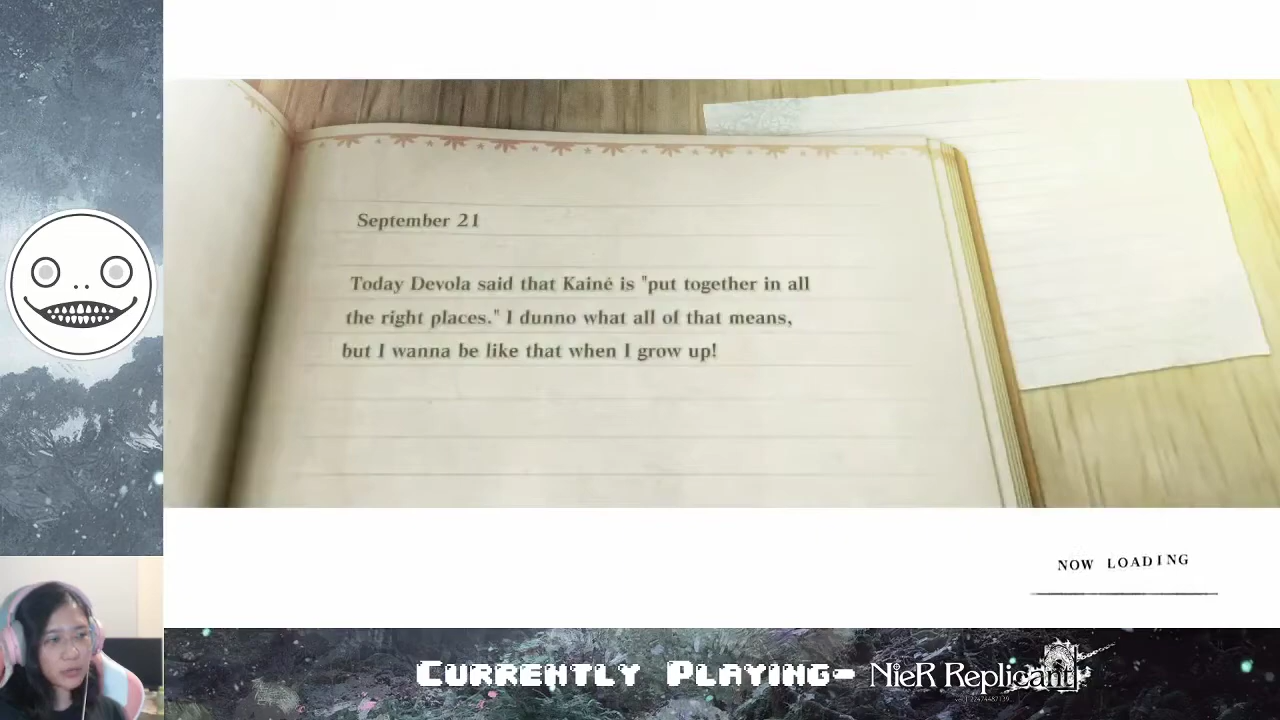 September 21
Today Devola said that Kainé is "put together in all
the right places." I dunno what all of that means,
but I wanna be like that when I grow up!
NOW LOADING
CURRENTLY PLAYING- NieR Replicant